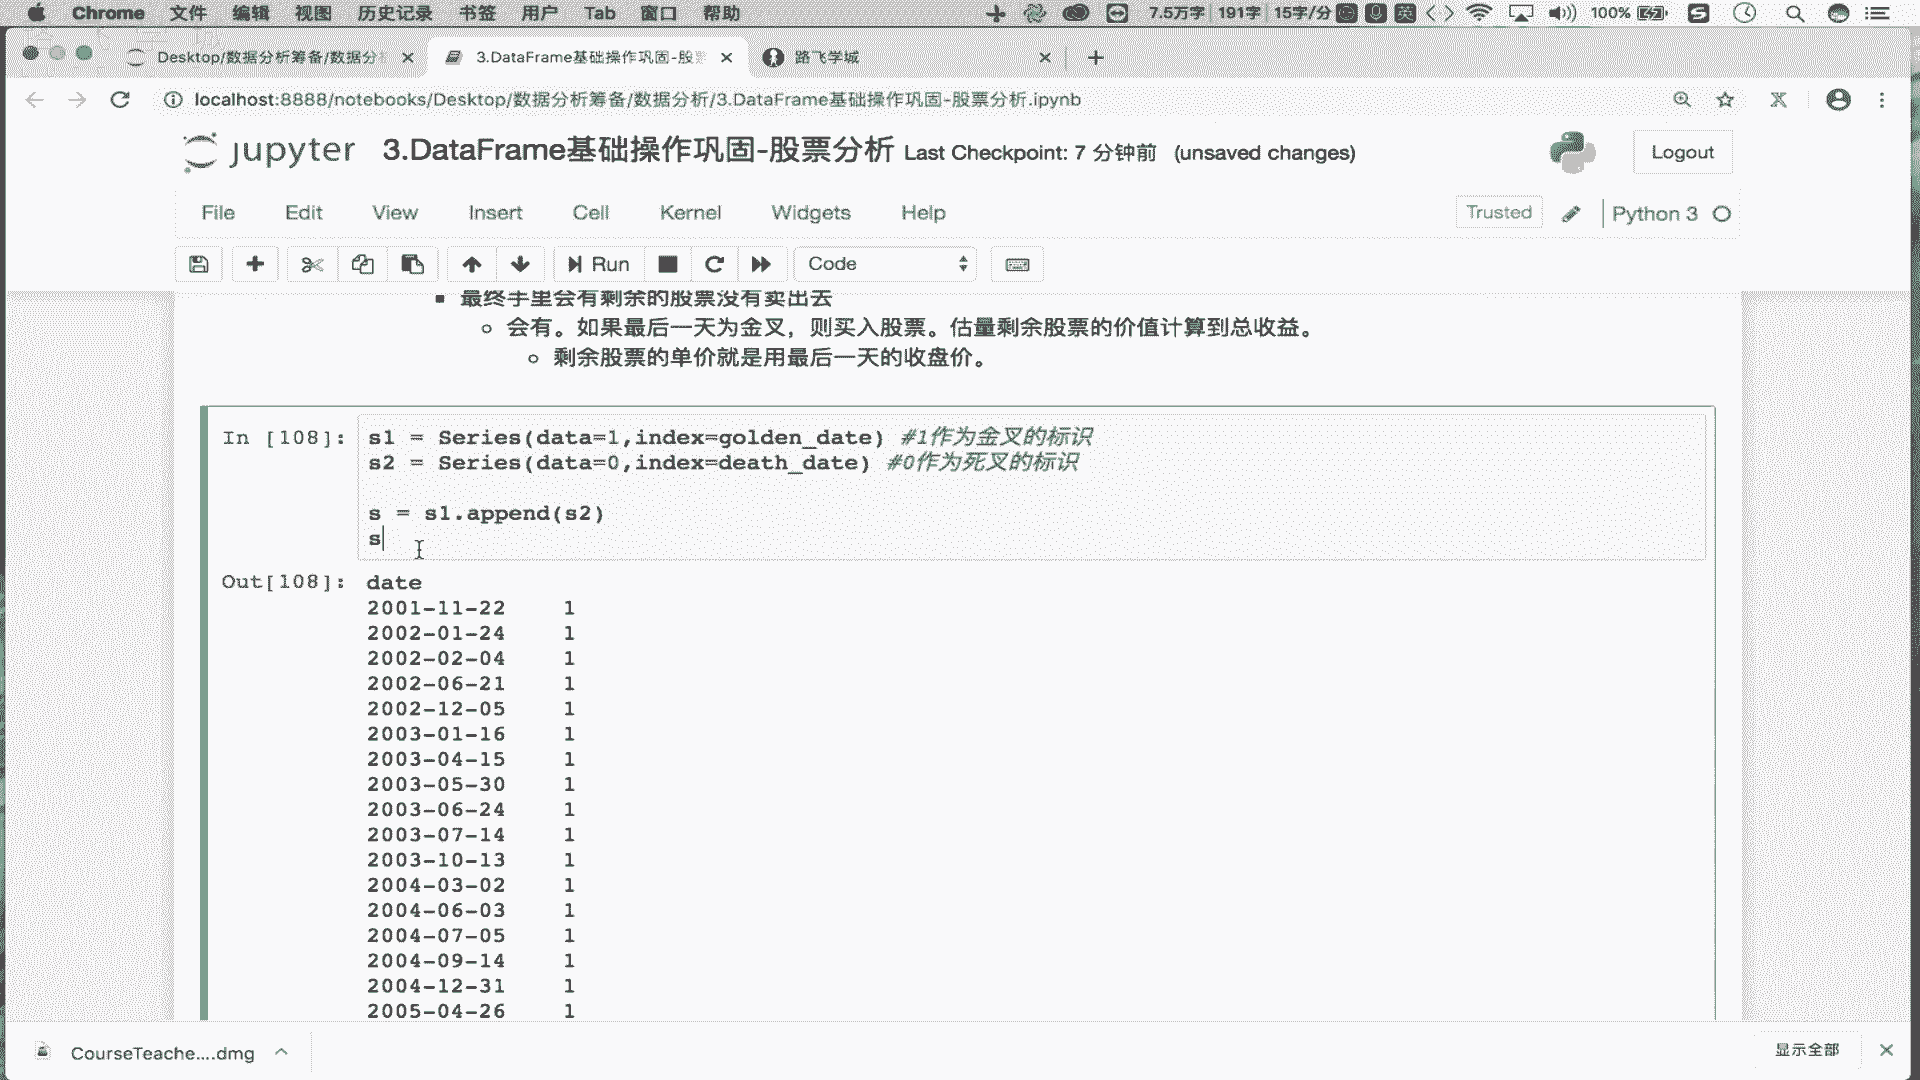 Chrome 文件 编辑 视图 历史记录 书签 用户 Tab 窗口 帮助 7.5万字 191字 15字/分 英 100%
Desktop/数据分析筹备/数据分 3.DataFrame基础操作巩固-股 路飞学城
localhost:8888/notebooks/Desktop/数据分析筹备/数据分析/3.DataFrame基础操作巩固-股票分析.ipynb
jupyter 3.DataFrame基础操作巩固-股票分析 Last Checkpoint: 7 分钟前 (unsaved changes) Logout
File Edit View Insert Cell Kernel Widgets Help Trusted Python 3
Run Code
最终手里会有剩余的股票没有卖出去
会有。如果最后一天为金叉，则买入股票。估量剩余股票的价值计算到总收益。
剩余股票的单价就是用最后一天的收盘价。
In [108]: s1 = Series(data=1,index=golden_date) #1作为金叉的标识
s2 = Series(data=0,index=death_date) #0作为死叉的标识
s = s1.append(s2)
s
Out[108]: date
2001-11-22 1
2002-01-24 1
2002-02-04 1
2002-06-21 1
2002-12-05 1
2003-01-16 1
2003-04-15 1
2003-05-30 1
2003-06-24 1
2003-07-14 1
2003-10-13 1
2004-03-02 1
2004-06-03 1
2004-07-05 1
2004-09-14 1
2004-12-31 1
2005-04-26 1
CourseTeache....dmg 显示全部